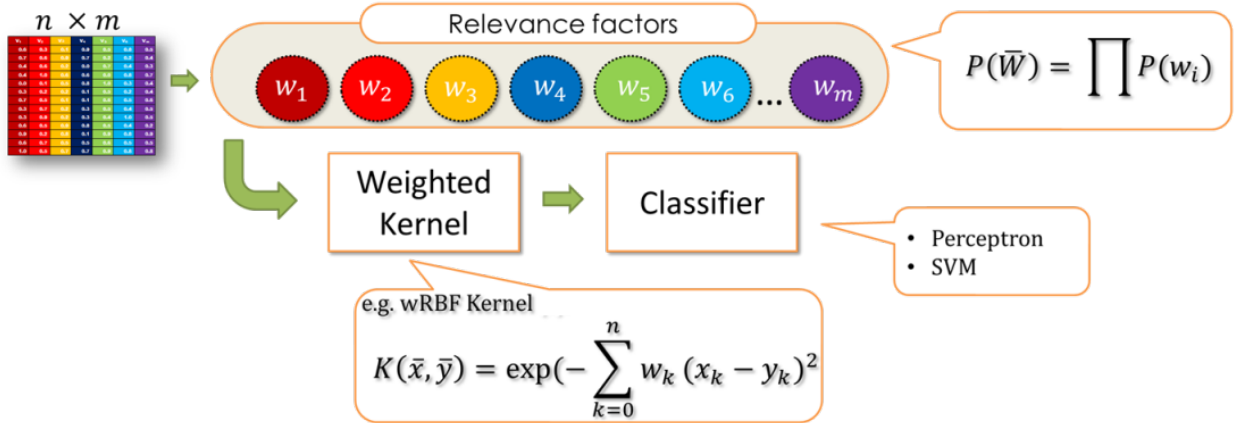 n × m
Relevance factors
w₁ w₂ w₃ w₄ w₅ w₆ ... wₘ
P(W̅) = ∏ P(wᵢ)
Weighted
Kernel
Classifier
• Perceptron
• SVM
e.g. wRBF Kernel
n
K(x̄, ȳ) = exp(− ∑ wₖ (xₖ − yₖ)²
k=0